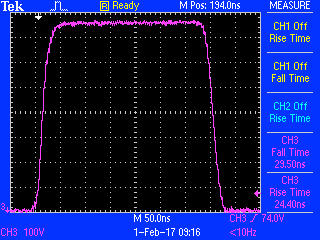 Tek R Ready M Pos: 194.0ns MEASURE
CH1 Off
Rise Time
CH1 Off
Fall Time
CH2 Off
Rise Time
CH3
Fall Time
23.50ns
CH3
Rise Time
24.40ns
3
CH3 100V M 50.0ns CH3 74.0V
1-Feb-17 09:16 <10Hz